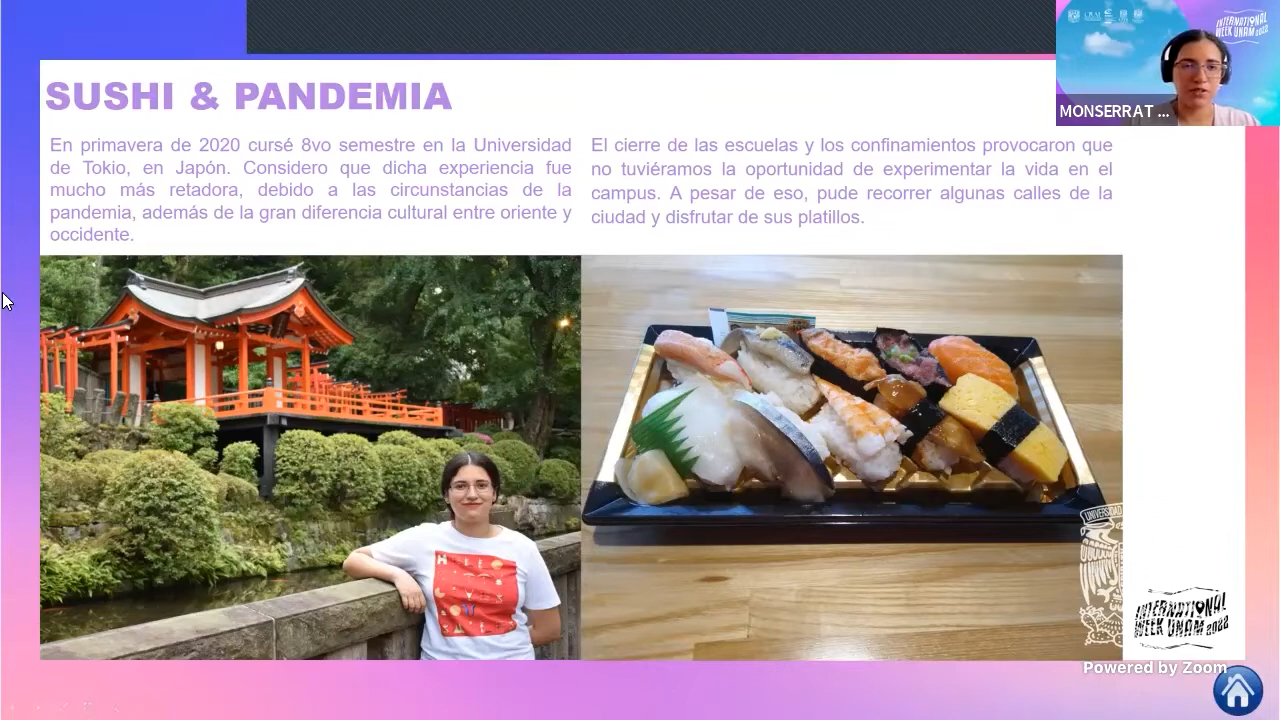 SUSHI & PANDEMIA
En primavera de 2020 cursé 8vo semestre en la Universidad
de Tokio, en Japón. Considero que dicha experiencia fue
mucho más retadora, debido a las circunstancias de la
pandemia, además de la gran diferencia cultural entre oriente y
occidente.
El cierre de las escuelas y los confinamientos provocaron que
no tuviéramos la oportunidad de experimentar la vida en el
campus. A pesar de eso, pude recorrer algunas calles de la
ciudad y disfrutar de sus platillos.
INTERNATIONAL
WEEK UNAM 2022
MONSERRAT ...
INTERNATIONAL
WEEK UNAM 2022
Powered by Zoom